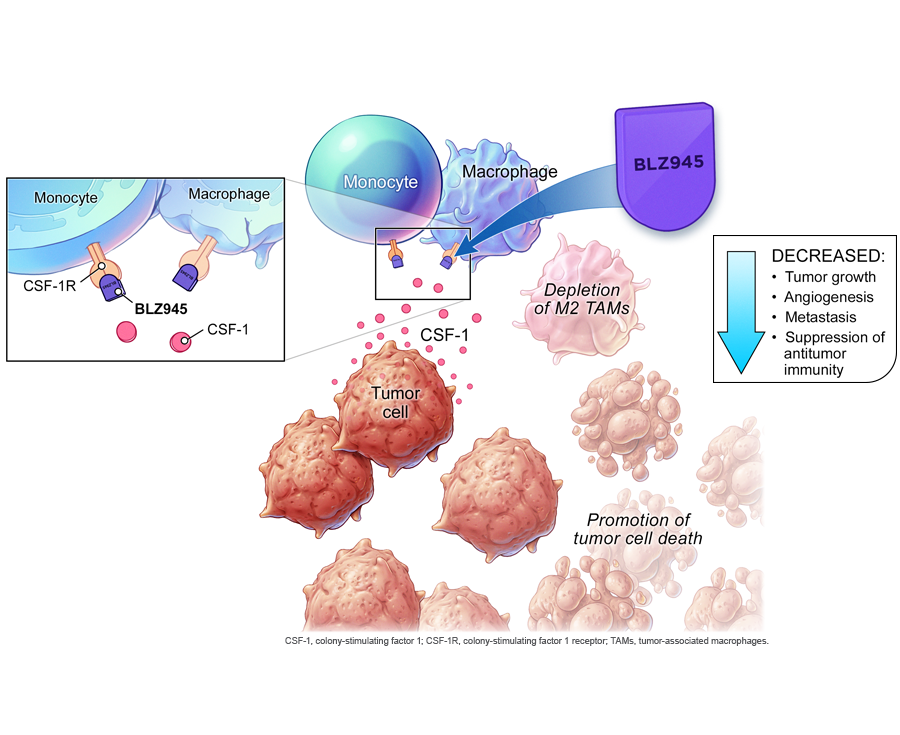 BLZ945
Monocyte
Macrophage
Monocyte
Macrophage
CSF-1R
BLZ945
CSF-1
DECREASED:
• Tumor growth
• Angiogenesis
• Metastasis
• Suppression of
antitumor
immunity
Depletion
of M2 TAMs
CSF-1
Tumor
cell
Promotion of
tumor cell death
CSF-1, colony-stimulating factor 1; CSF-1R, colony-stimulating factor 1 receptor; TAMs, tumor-associated macrophages.